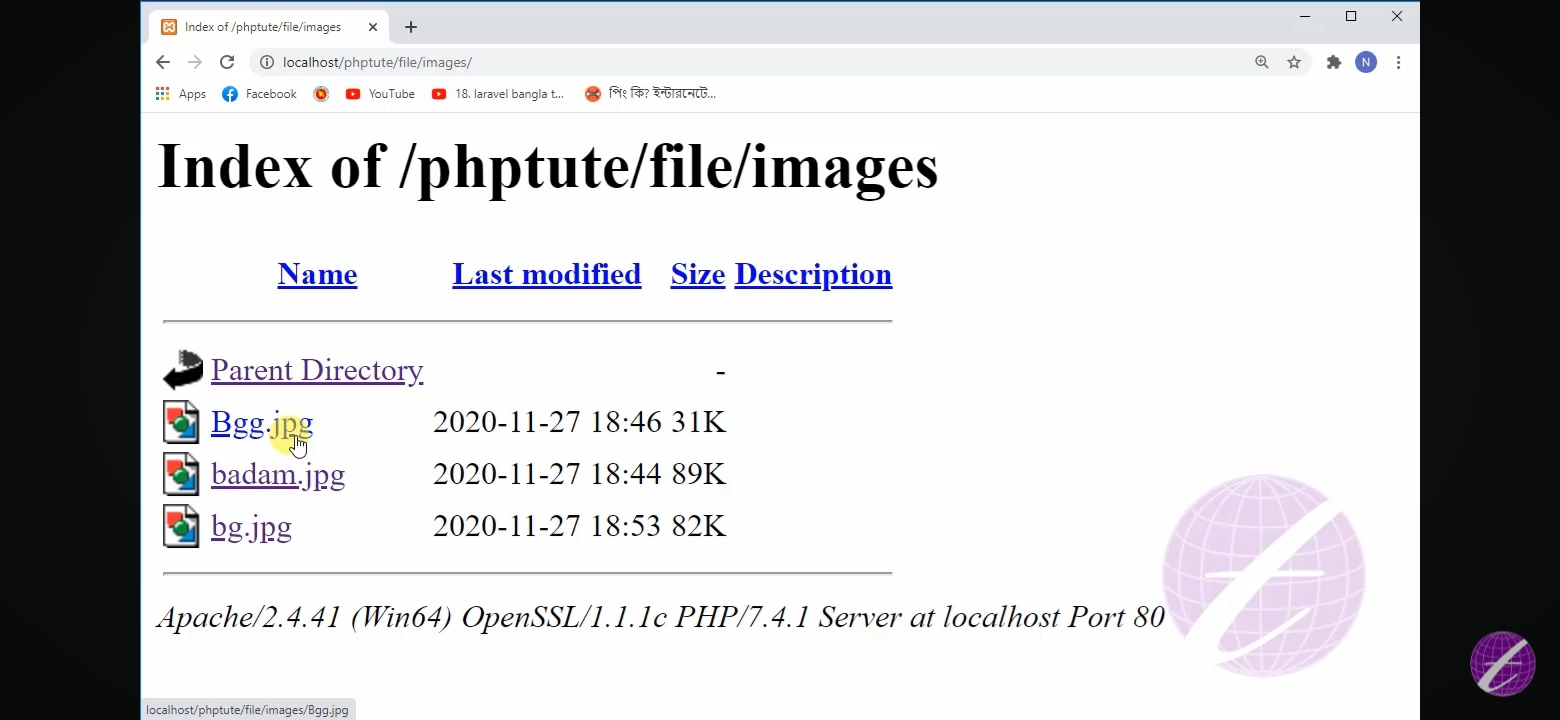 Index of /phptute/file/images
localhost/phptute/file/images/
N
Apps Facebook YouTube 18. laravel bangla t... পিং কি? ইন্টারনেটে...
Index of /phptute/file/images
Name Last modified Size Description
Parent Directory -
Bgg.jpg 2020-11-27 18:46 31K
badam.jpg 2020-11-27 18:44 89K
bg.jpg 2020-11-27 18:53 82K
Apache/2.4.41 (Win64) OpenSSL/1.1.1c PHP/7.4.1 Server at localhost Port 80
localhost/phptute/file/images/Bgg.jpg